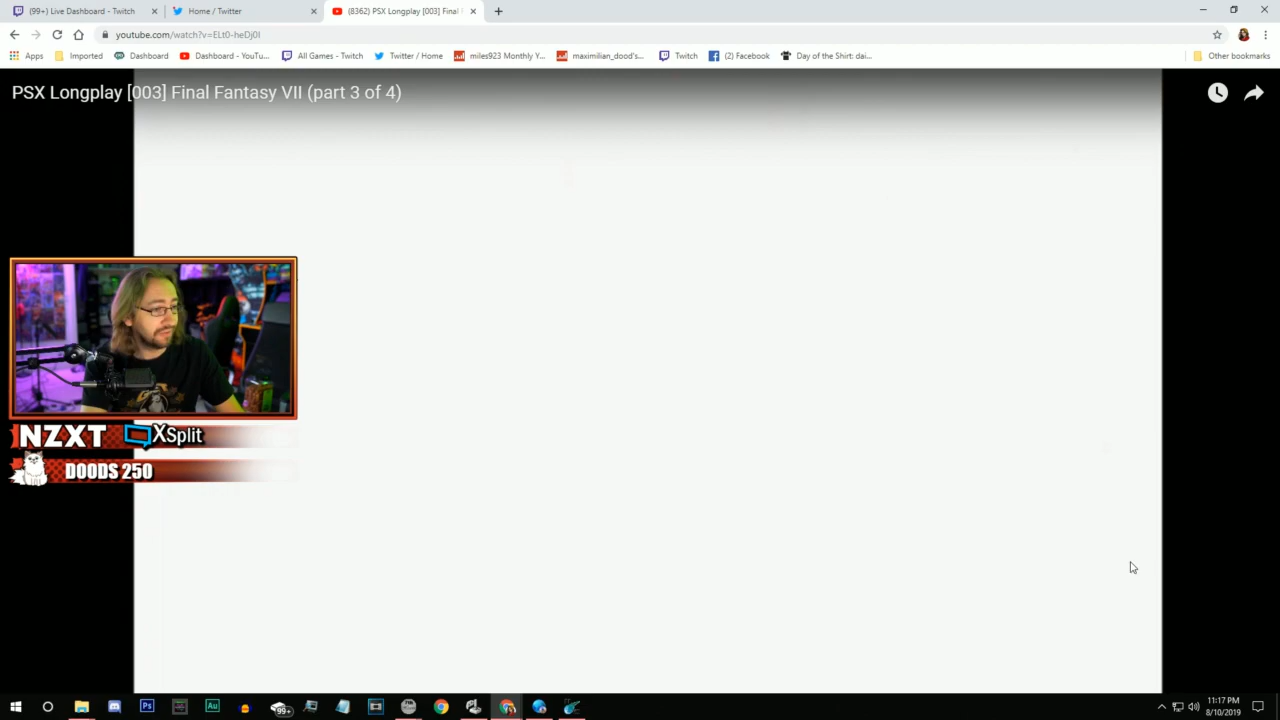 (99+) Live Dashboard - Twitch
Home / Twitter
(8362) PSX Longplay [003] Final F
youtube.com/watch?v=ELt0-heDj0I
Apps
Imported
Dashboard
Dashboard - YouTu...
All Games - Twitch
Twitter / Home
miles923 Monthly Y...
maximilian_dood's...
Twitch
(2) Facebook
Day of the Shirt: dai...
Other bookmarks
PSX Longplay [003] Final Fantasy VII (part 3 of 4)
NZXT XSplit
DOODS 250
Ps
Au
99+
11:17 PM
8/10/2019